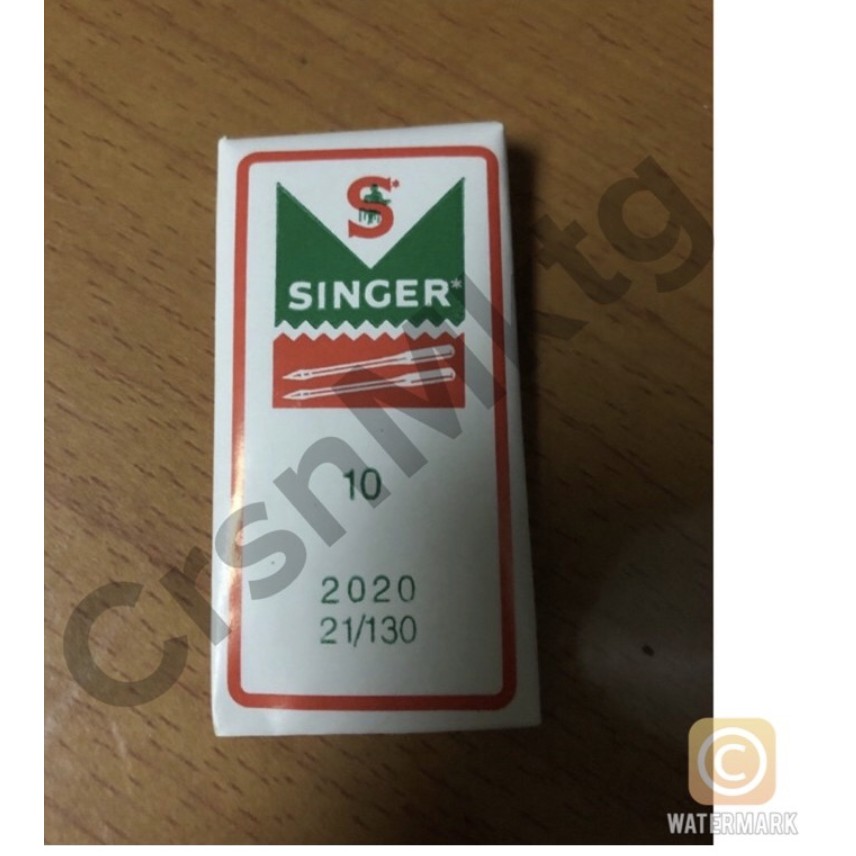 S
SINGER*
10
2020
21/130
CrsnMktg
C
WATERMARK